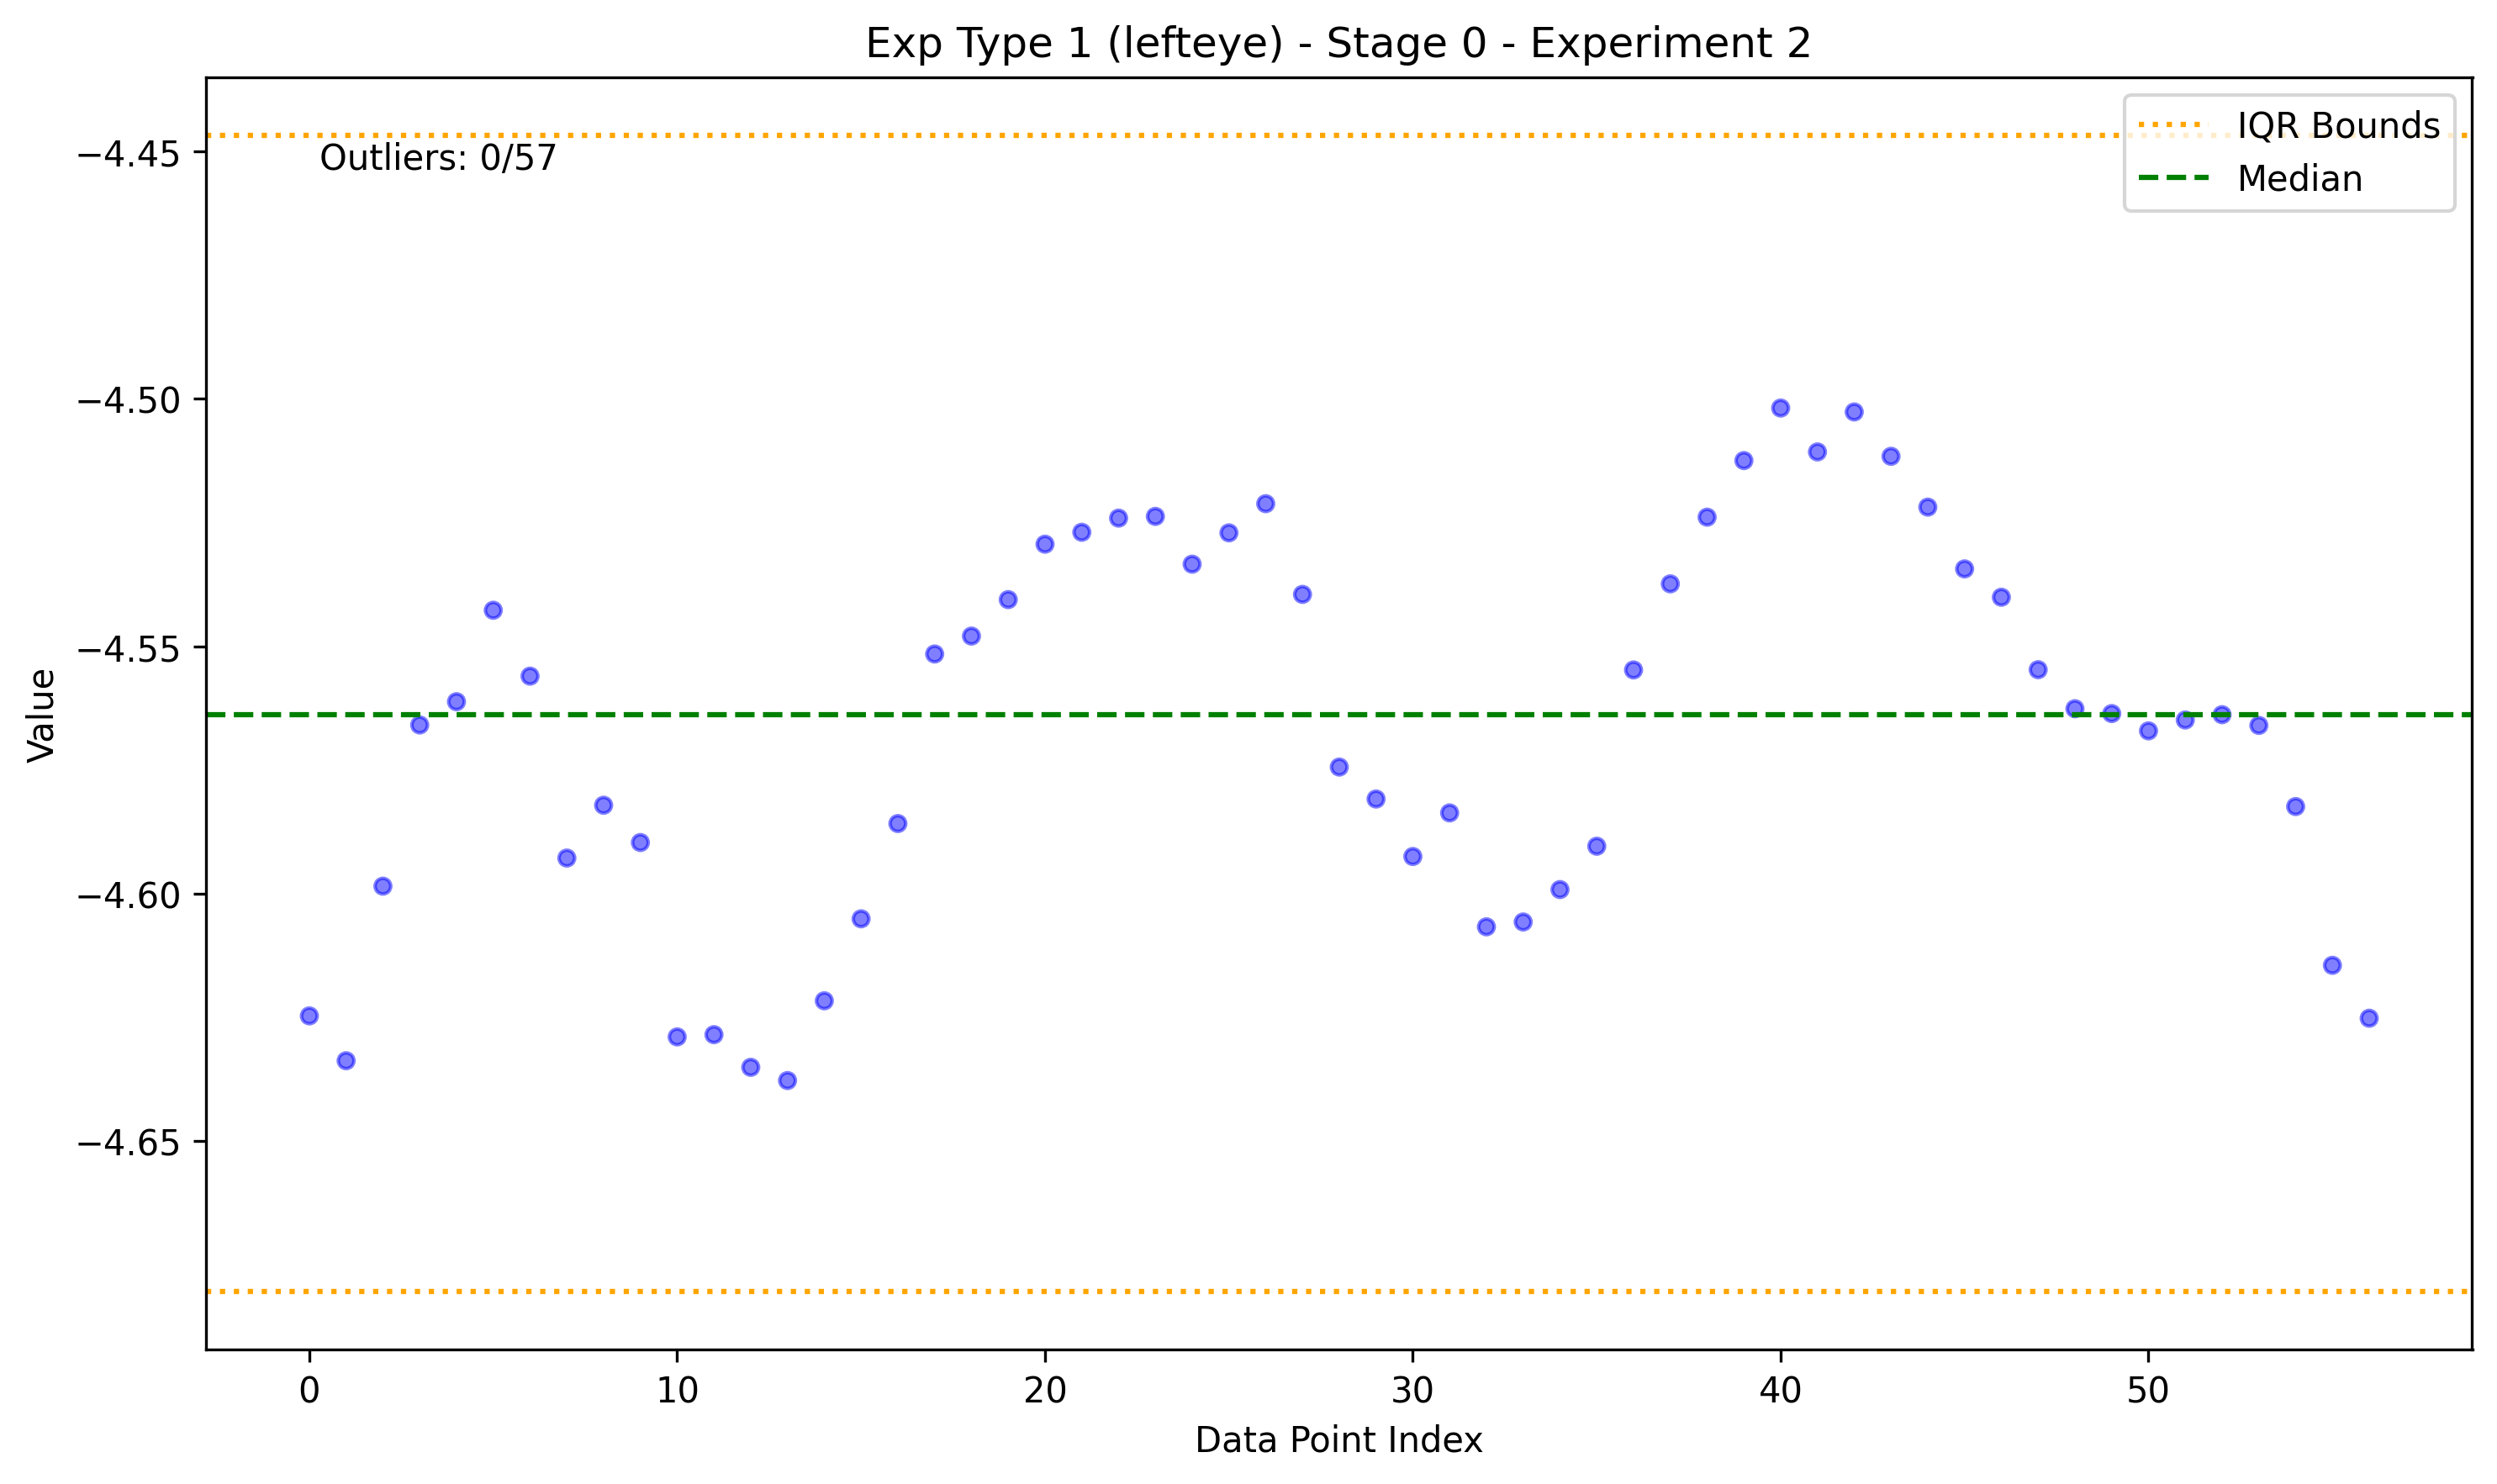 Exp Type 1 (lefteye) - Stage 0 - Experiment 2
IQR Bounds
Median
Outliers: 0/57
−4.45
−4.50
−4.55
−4.60
−4.65
Value
0 10 20 30 40 50
Data Point Index